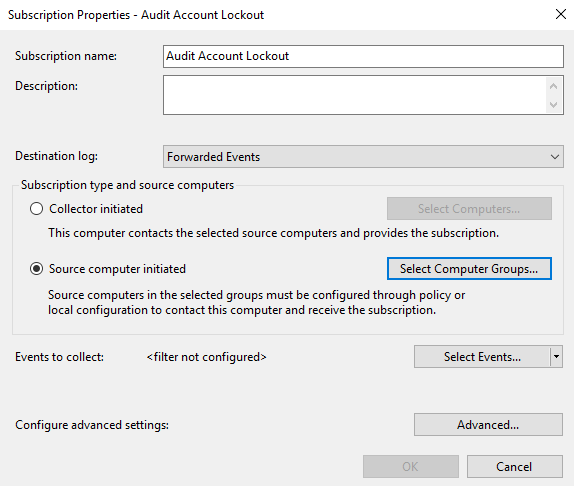 Subscription Properties - Audit Account Lockout
Subscription name: Audit Account Lockout
Description:
Destination log: Forwarded Events
Subscription type and source computers
Collector initiated Select Computers...
This computer contacts the selected source computers and provides the subscription.
Source computer initiated Select Computer Groups...
Source computers in the selected groups must be configured through policy or
local configuration to contact this computer and receive the subscription.
Events to collect: <filter not configured> Select Events...
Configure advanced settings: Advanced...
OK Cancel